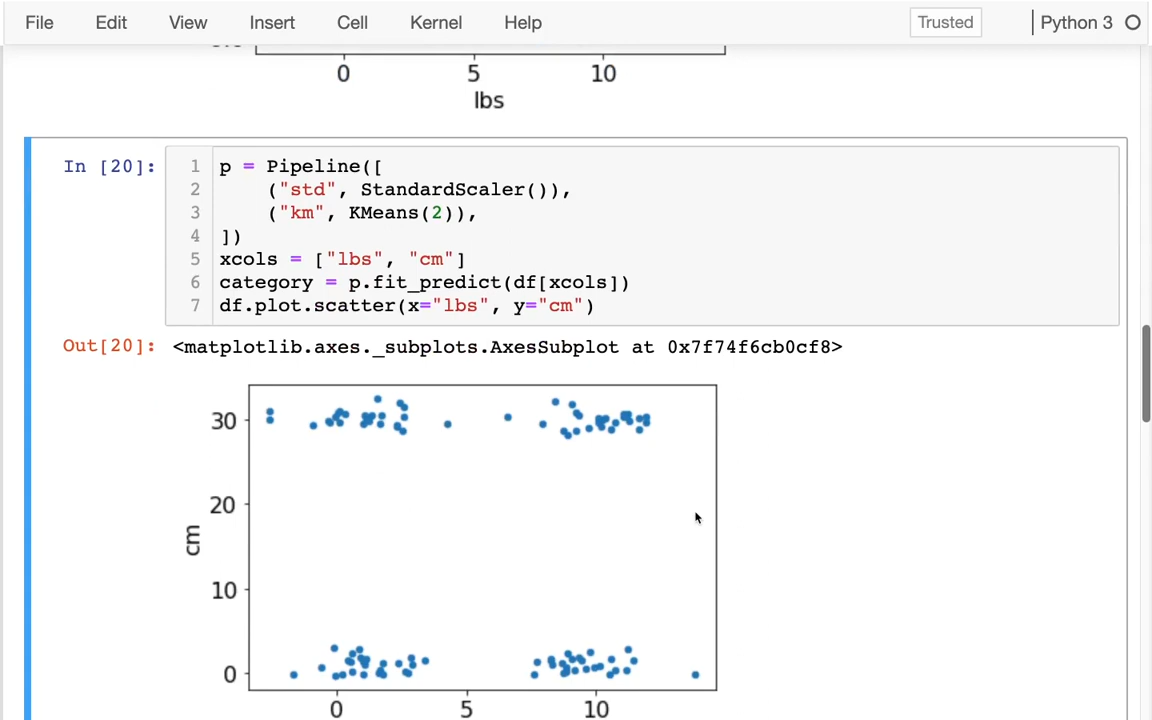 File Edit View Insert Cell Kernel Help Trusted Python 3
0 5 10
lbs
In [20]:
1 p = Pipeline([
2 ("std", StandardScaler()),
3 ("km", KMeans(2)),
4 ])
5 xcols = ["lbs", "cm"]
6 category = p.fit_predict(df[xcols])
7 df.plot.scatter(x="lbs", y="cm")
Out[20]: <matplotlib.axes._subplots.AxesSubplot at 0x7f74f6cb0cf8>
30
20
cm
10
0
0 5 10